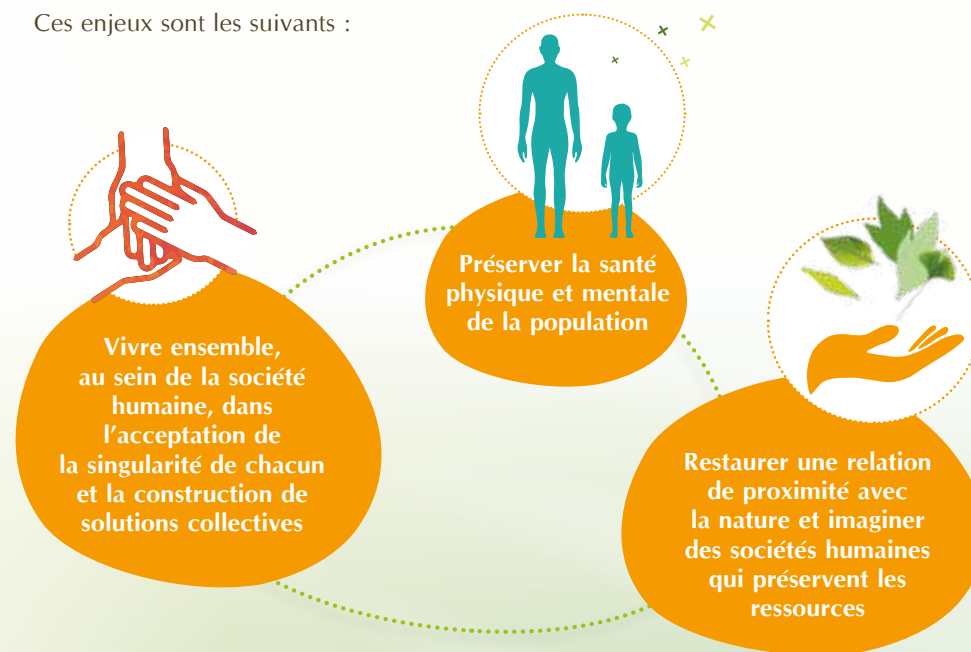 Ces enjeux sont les suivants :
Préserver la santé
physique et mentale
de la population
Vivre ensemble,
au sein de la société
humaine, dans
l’acceptation de
la singularité de chacun
et la construction de
solutions collectives
Restaurer une relation
de proximité avec
la nature et imaginer
des sociétés humaines
qui préservent les
ressources